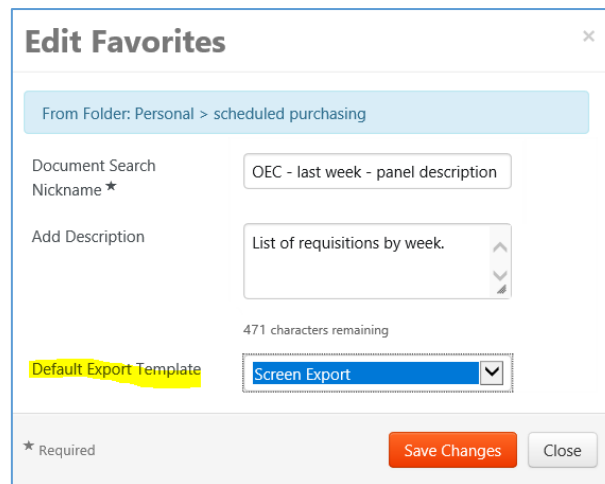 Edit Favorites ×
From Folder: Personal > scheduled purchasing
Document Search
Nickname ★
OEC - last week - panel description
Add Description
List of requisitions by week.
471 characters remaining
Default Export Template
Screen Export
★ Required
Save Changes
Close